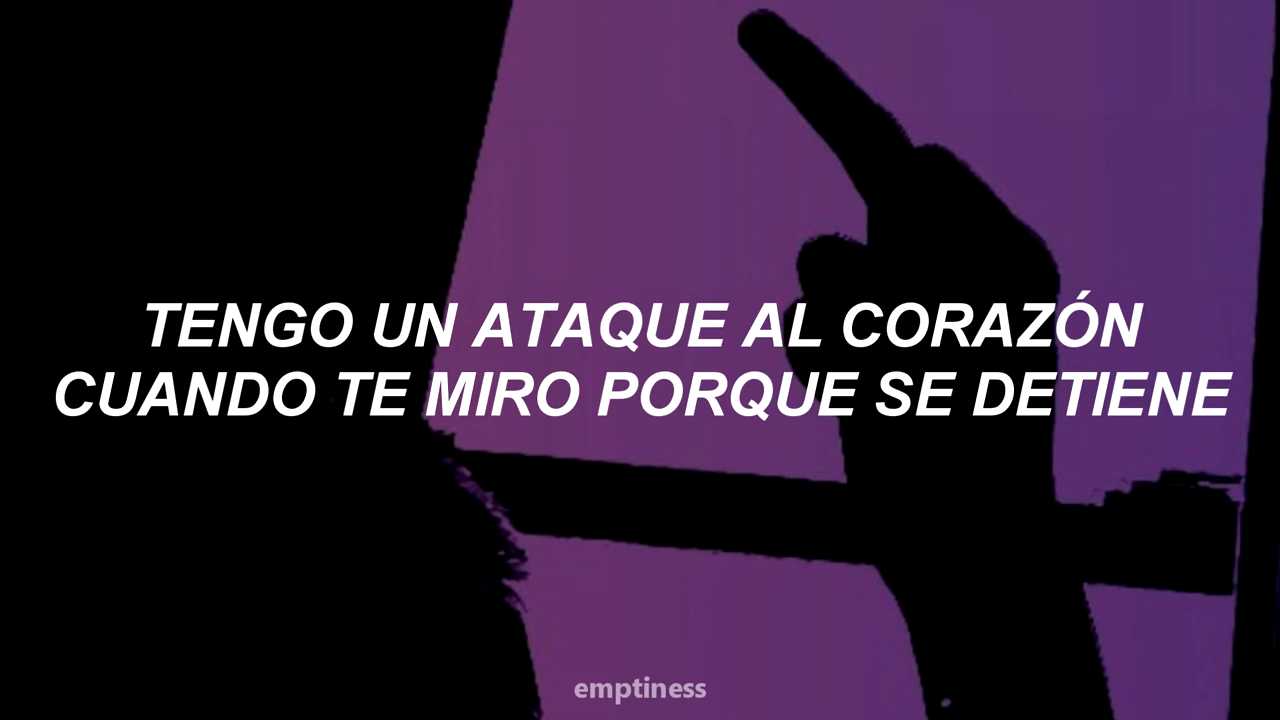 TENGO UN ATAQUE AL CORAZÓN
CUANDO TE MIRO PORQUE SE DETIENE
emptiness